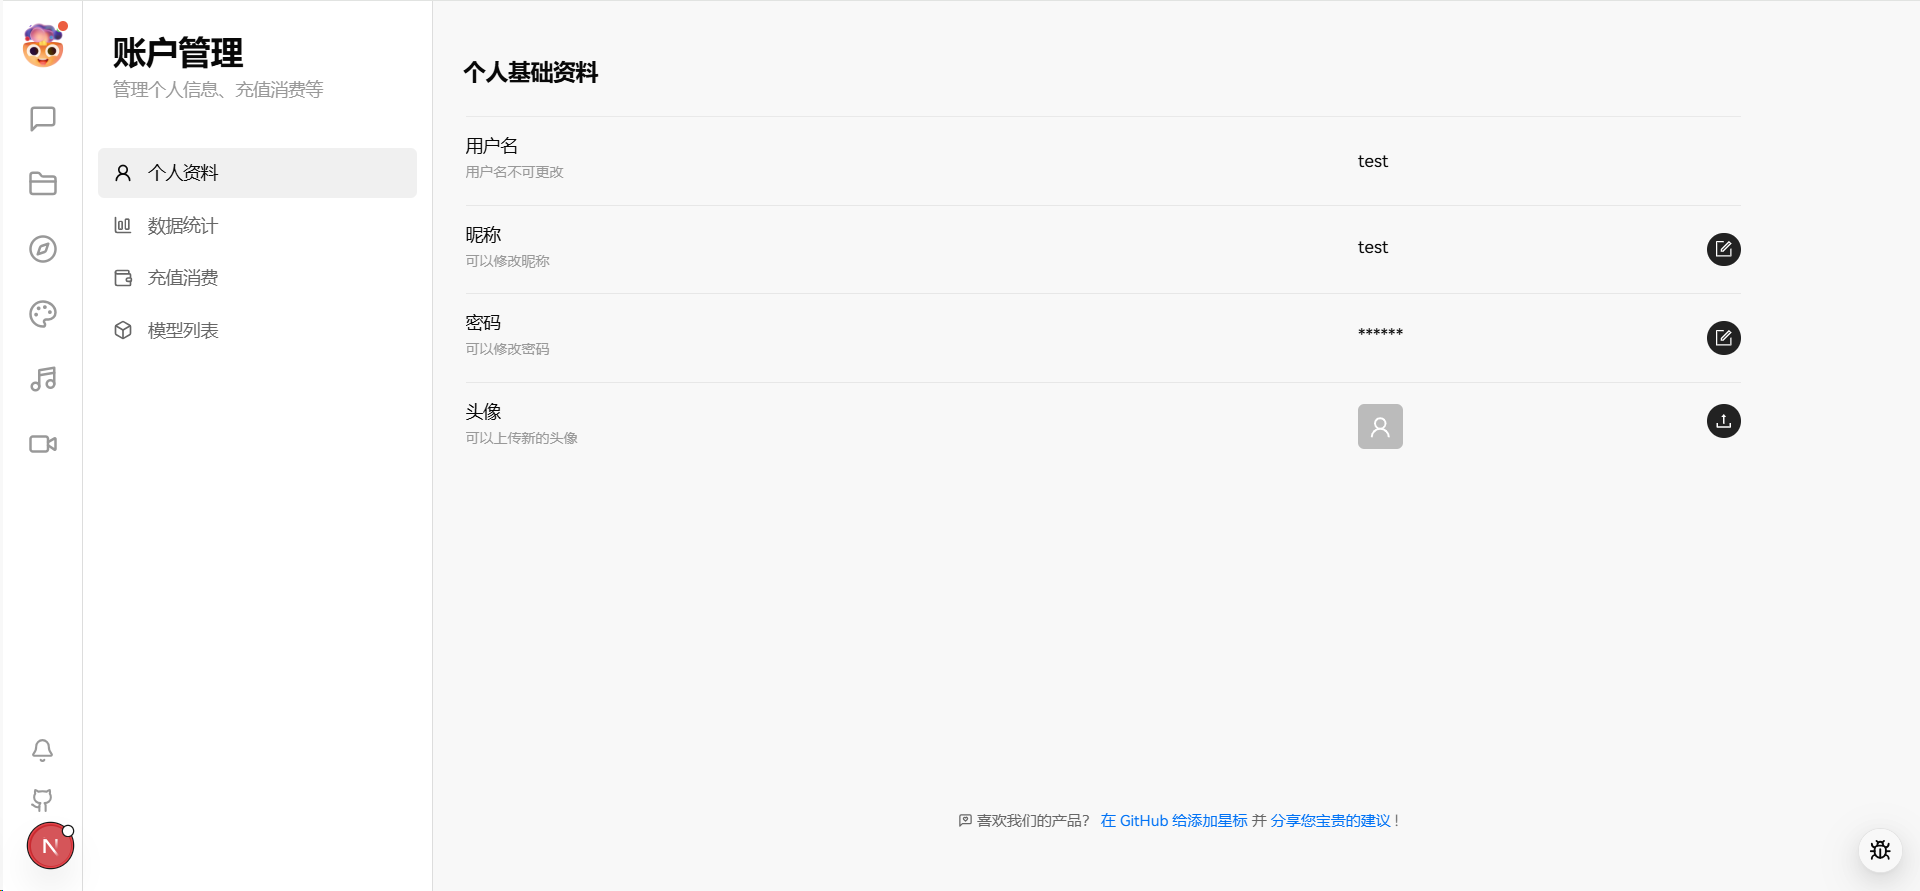 账户管理
管理个人信息、充值消费等
个人资料
数据统计
充值消费
模型列表
N
个人基础资料
用户名
用户名不可更改
test
昵称
可以修改昵称
test
密码
可以修改密码
******
头像
可以上传新的头像
喜欢我们的产品? 在 GitHub 给添加星标 并 分享您宝贵的建议 !